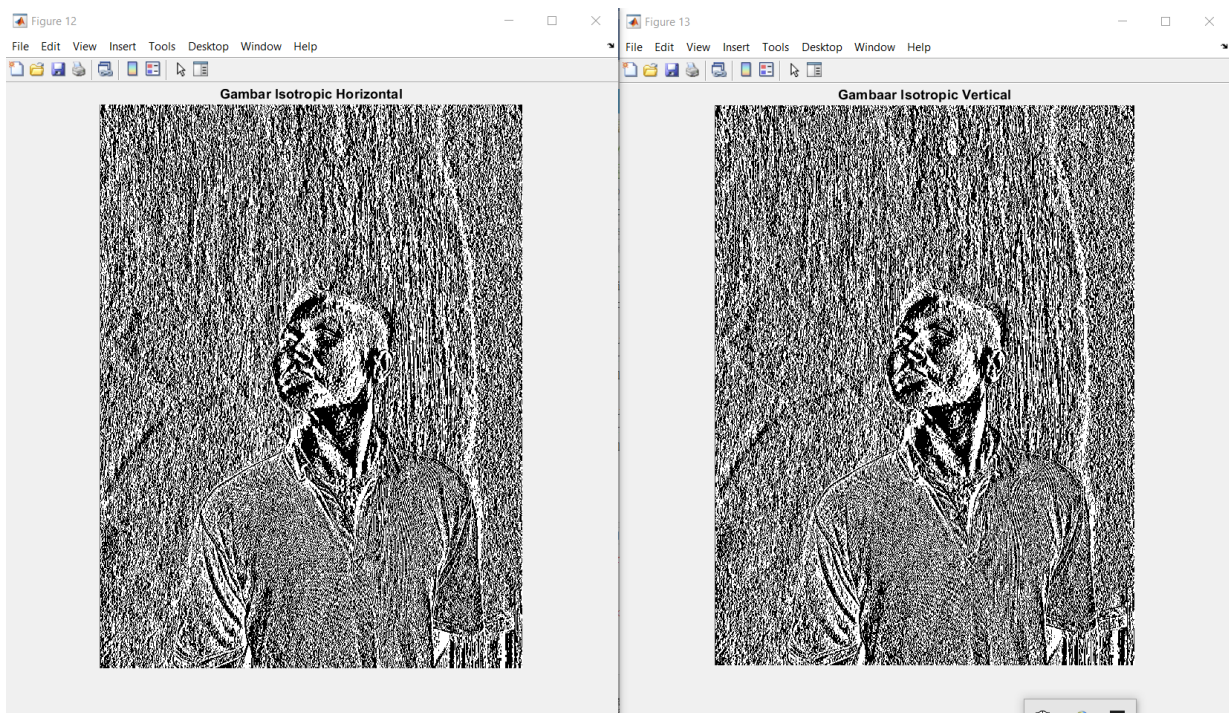 Figure 12
File Edit View Insert Tools Desktop Window Help
Gambar Isotropic Horizontal
Figure 13
File Edit View Insert Tools Desktop Window Help
Gambaar Isotropic Vertical